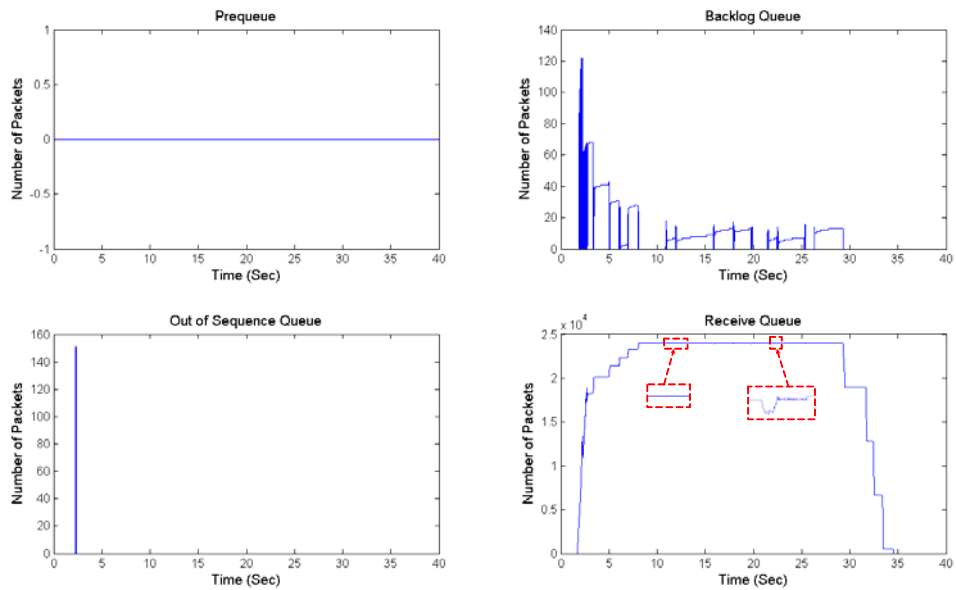 Prequeue
1
0.5
0
-0.5
-1
Number of Packets
0 5 10 15 20 25 30 35 40
Time (Sec)
Backlog Queue
140
120
100
80
60
40
20
0
Number of Packets
0 5 10 15 20 25 30 35 40
Time (Sec)
Out of Sequence Queue
160
140
120
100
80
60
40
20
0
Number of Packets
0 5 10 15 20 25 30 35 40
Time (Sec)
Receive Queue
x 10^4
2.5
2
1.5
1
0.5
0
Number of Packets
0 5 10 15 20 25 30 35 40
Time (Sec)